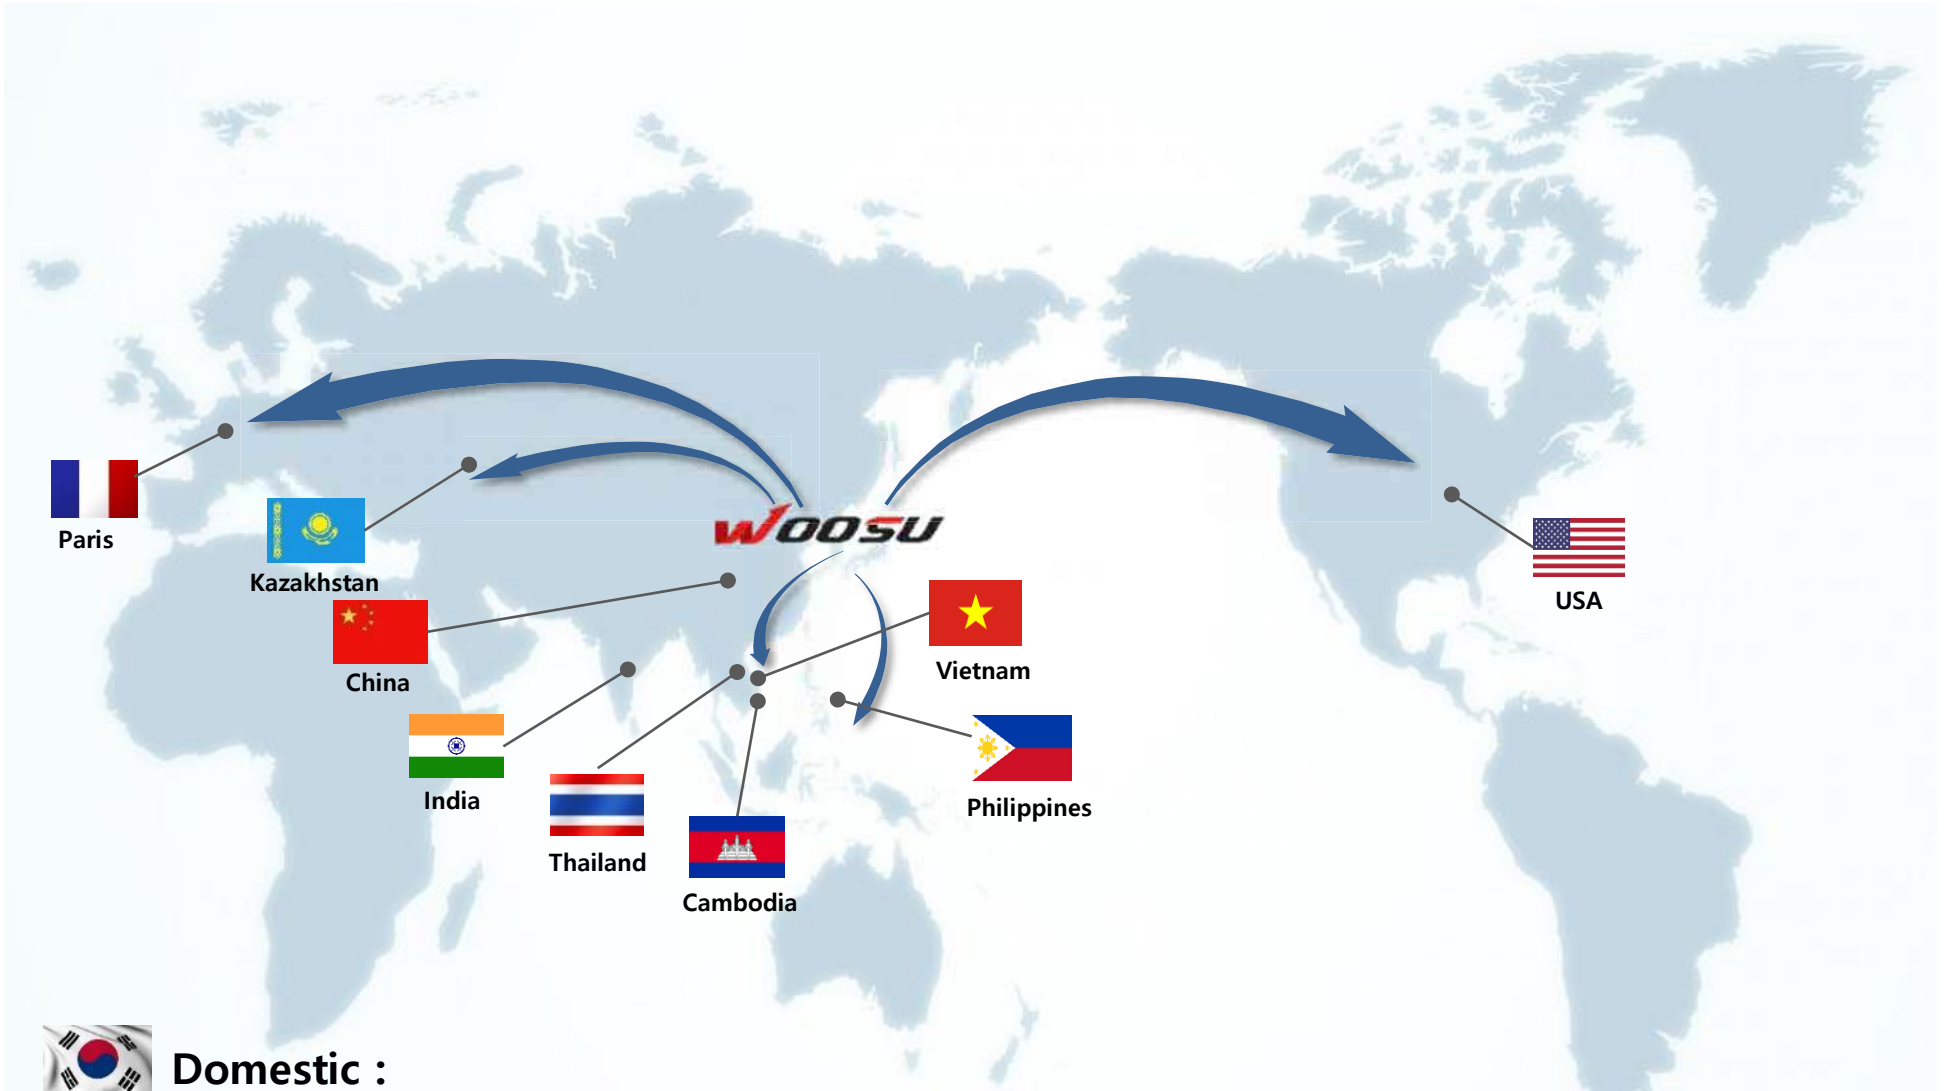 WOOSU
Paris
Kazakhstan
China
India
Thailand
Cambodia
Vietnam
Philippines
USA
Domestic :